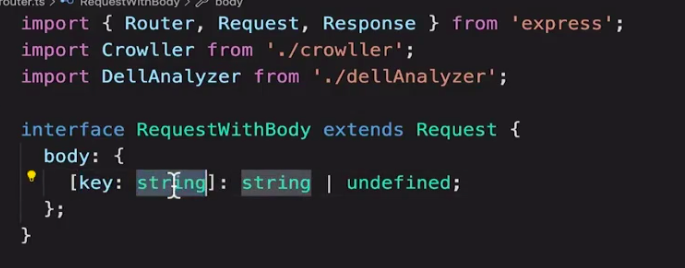 router.ts > RequestWithBody > body
import { Router, Request, Response } from 'express';
import Crowller from './crowller';
import DellAnalyzer from './dellAnalyzer';
interface RequestWithBody extends Request {
body: {
[key: string]: string | undefined;
};
}